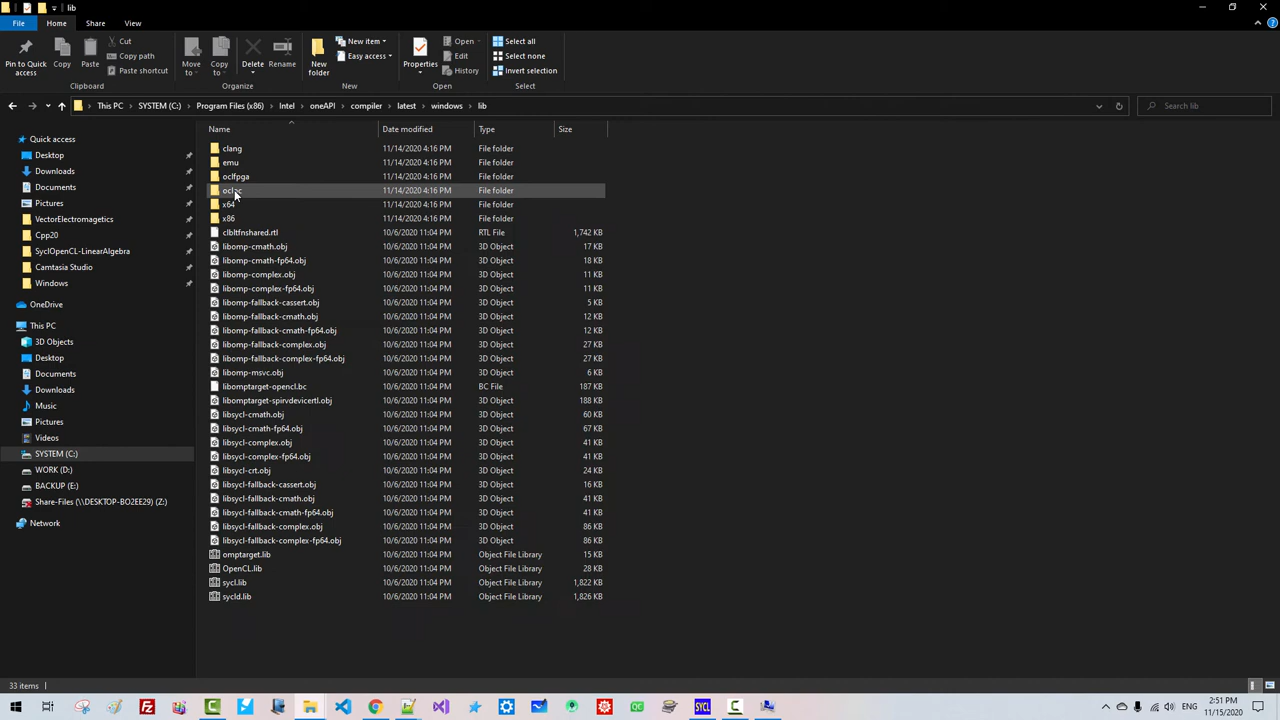 lib
File Home Share View
Pin to Quick access
Copy
Paste
Cut
Copy path
Paste shortcut
Clipboard
Move to
Copy to
Delete
Rename
Organize
New folder
New item
Easy access
New
Properties
Open
Edit
History
Open
Select all
Select none
Invert selection
Select
This PC SYSTEM (C:) Program Files (x86) Intel oneAPI compiler latest windows lib
Search lib
Quick access
Desktop
Downloads
Documents
Pictures
VectorElectromagetics
Cpp20
SyclOpenCL-LinearAlgebra
Camtasia Studio
Windows
OneDrive
This PC
3D Objects
Desktop
Documents
Downloads
Music
Pictures
Videos
SYSTEM (C:)
WORK (D:)
BACKUP (E:)
Share-Files (\\DESKTOP-BO2EE29) (Z:)
Network
Name Date modified Type Size
clang 11/14/2020 4:16 PM File folder
emu 11/14/2020 4:16 PM File folder
oclfpga 11/14/2020 4:16 PM File folder
11/14/2020 4:16 PM File folder
x64 11/14/2020 4:16 PM File folder
x86 11/14/2020 4:16 PM File folder
clbltfnshared.rtl 10/6/2020 11:04 PM RTL File 1,742 KB
libomp-cmath.obj 10/6/2020 11:04 PM 3D Object 17 KB
libomp-cmath-fp64.obj 10/6/2020 11:04 PM 3D Object 18 KB
libomp-complex.obj 10/6/2020 11:04 PM 3D Object 11 KB
libomp-complex-fp64.obj 10/6/2020 11:04 PM 3D Object 11 KB
libomp-fallback-cassert.obj 10/6/2020 11:04 PM 3D Object 5 KB
libomp-fallback-cmath.obj 10/6/2020 11:04 PM 3D Object 12 KB
libomp-fallback-cmath-fp64.obj 10/6/2020 11:04 PM 3D Object 12 KB
libomp-fallback-complex.obj 10/6/2020 11:04 PM 3D Object 27 KB
libomp-fallback-complex-fp64.obj 10/6/2020 11:04 PM 3D Object 27 KB
libomp-msvc.obj 10/6/2020 11:04 PM 3D Object 6 KB
libomptarget-opencl.bc 10/6/2020 11:04 PM BC File 187 KB
libomptarget-spirvdevicertl.obj 10/6/2020 11:04 PM 3D Object 188 KB
libsycl-cmath.obj 10/6/2020 11:04 PM 3D Object 60 KB
libsycl-cmath-fp64.obj 10/6/2020 11:04 PM 3D Object 67 KB
libsycl-complex.obj 10/6/2020 11:04 PM 3D Object 41 KB
libsycl-complex-fp64.obj 10/6/2020 11:04 PM 3D Object 41 KB
libsycl-crt.obj 10/6/2020 11:04 PM 3D Object 24 KB
libsycl-fallback-cassert.obj 10/6/2020 11:04 PM 3D Object 16 KB
libsycl-fallback-cmath.obj 10/6/2020 11:04 PM 3D Object 41 KB
libsycl-fallback-cmath-fp64.obj 10/6/2020 11:04 PM 3D Object 41 KB
libsycl-fallback-complex.obj 10/6/2020 11:04 PM 3D Object 86 KB
libsycl-fallback-complex-fp64.obj 10/6/2020 11:04 PM 3D Object 86 KB
omptarget.lib 10/6/2020 11:04 PM Object File Library 15 KB
OpenCL.lib 10/6/2020 11:04 PM Object File Library 28 KB
sycl.lib 10/6/2020 11:04 PM Object File Library 1,822 KB
sycld.lib 10/6/2020 11:04 PM Object File Library 1,826 KB
33 items
SYCL
ENG
2:51 PM
11/15/2020